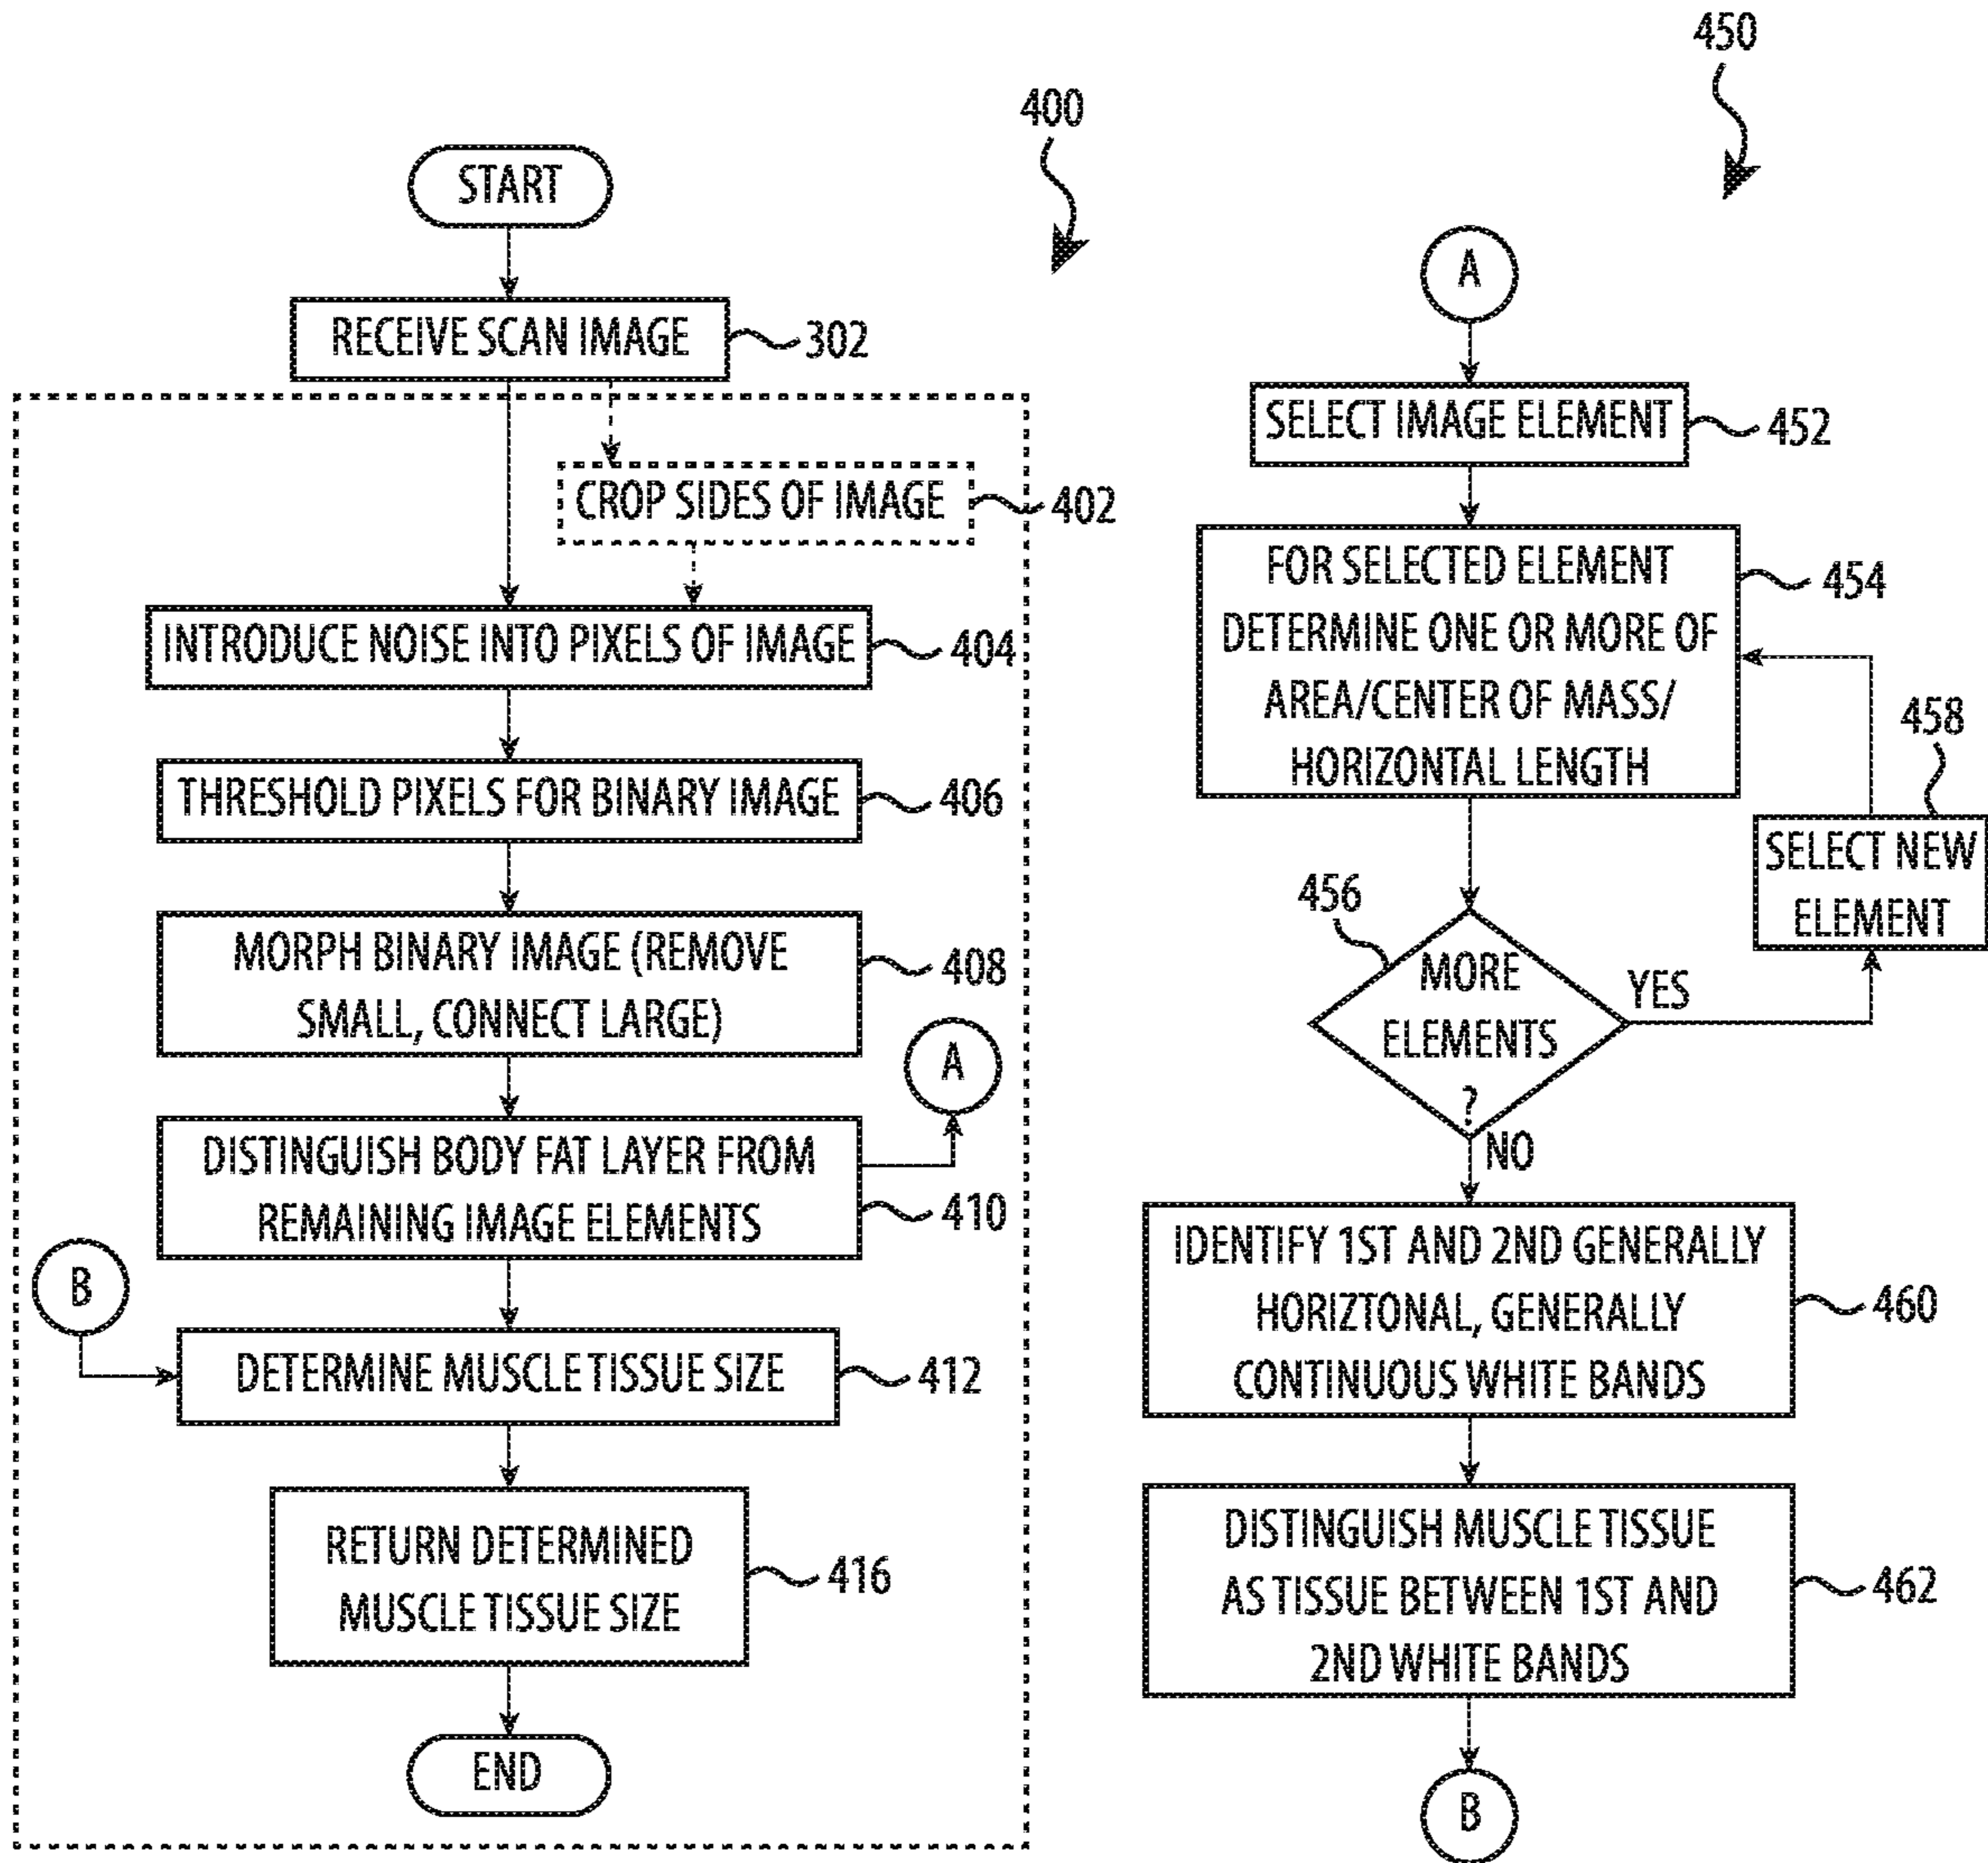 400
START
RECEIVE SCAN IMAGE
302
CROP SIDES OF IMAGE
402
INTRODUCE NOISE INTO PIXELS OF IMAGE
404
THRESHOLD PIXELS FOR BINARY IMAGE
406
MORPH BINARY IMAGE (REMOVE
SMALL, CONNECT LARGE)
408
A
DISTINGUISH BODY FAT LAYER FROM
REMAINING IMAGE ELEMENTS
410
B
DETERMINE MUSCLE TISSUE SIZE
412
RETURN DETERMINED
MUSCLE TISSUE SIZE
416
END
450
A
SELECT IMAGE ELEMENT
452
FOR SELECTED ELEMENT
DETERMINE ONE OR MORE OF
AREA/CENTER OF MASS/
HORIZONTAL LENGTH
454
458
SELECT NEW
ELEMENT
456
MORE
ELEMENTS
?
YES
NO
IDENTIFY 1ST AND 2ND GENERALLY
HORIZTONAL, GENERALLY
CONTINUOUS WHITE BANDS
460
DISTINGUISH MUSCLE TISSUE
AS TISSUE BETWEEN 1ST AND
2ND WHITE BANDS
462
B